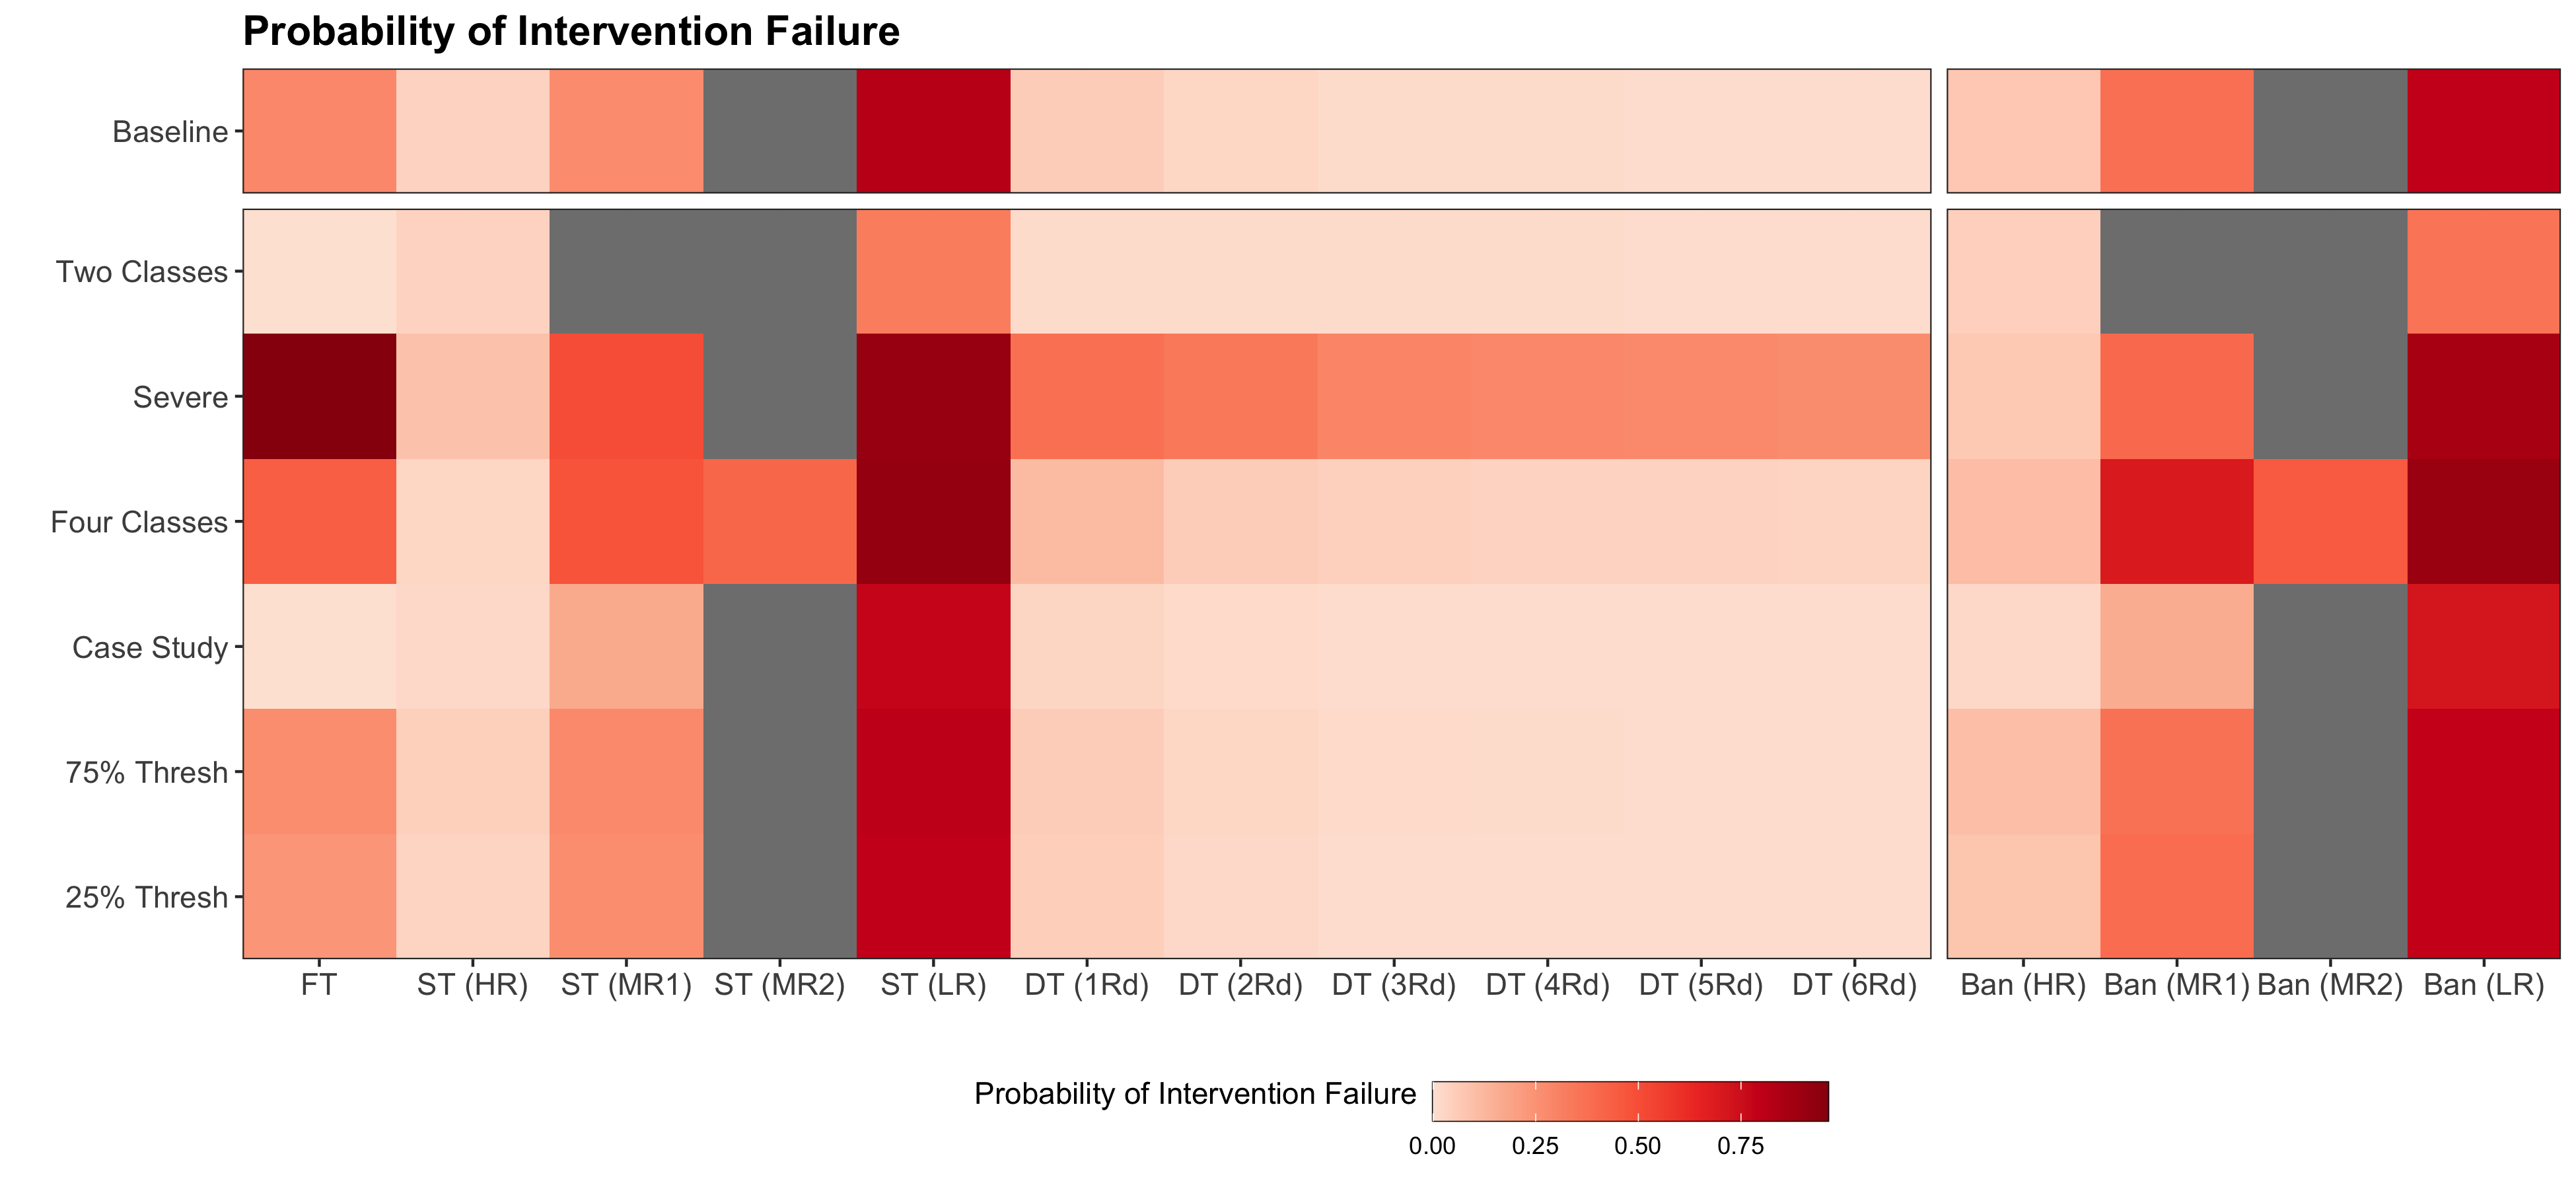 Probability of Intervention Failure
Baseline
Two Classes
Severe
Four Classes
Case Study
75% Thresh
25% Thresh
FT ST (HR) ST (MR1) ST (MR2) ST (LR) DT (1Rd) DT (2Rd) DT (3Rd) DT (4Rd) DT (5Rd) DT (6Rd) Ban (HR) Ban (MR1) Ban (MR2) Ban (LR)
Probability of Intervention Failure
0.00 0.25 0.50 0.75